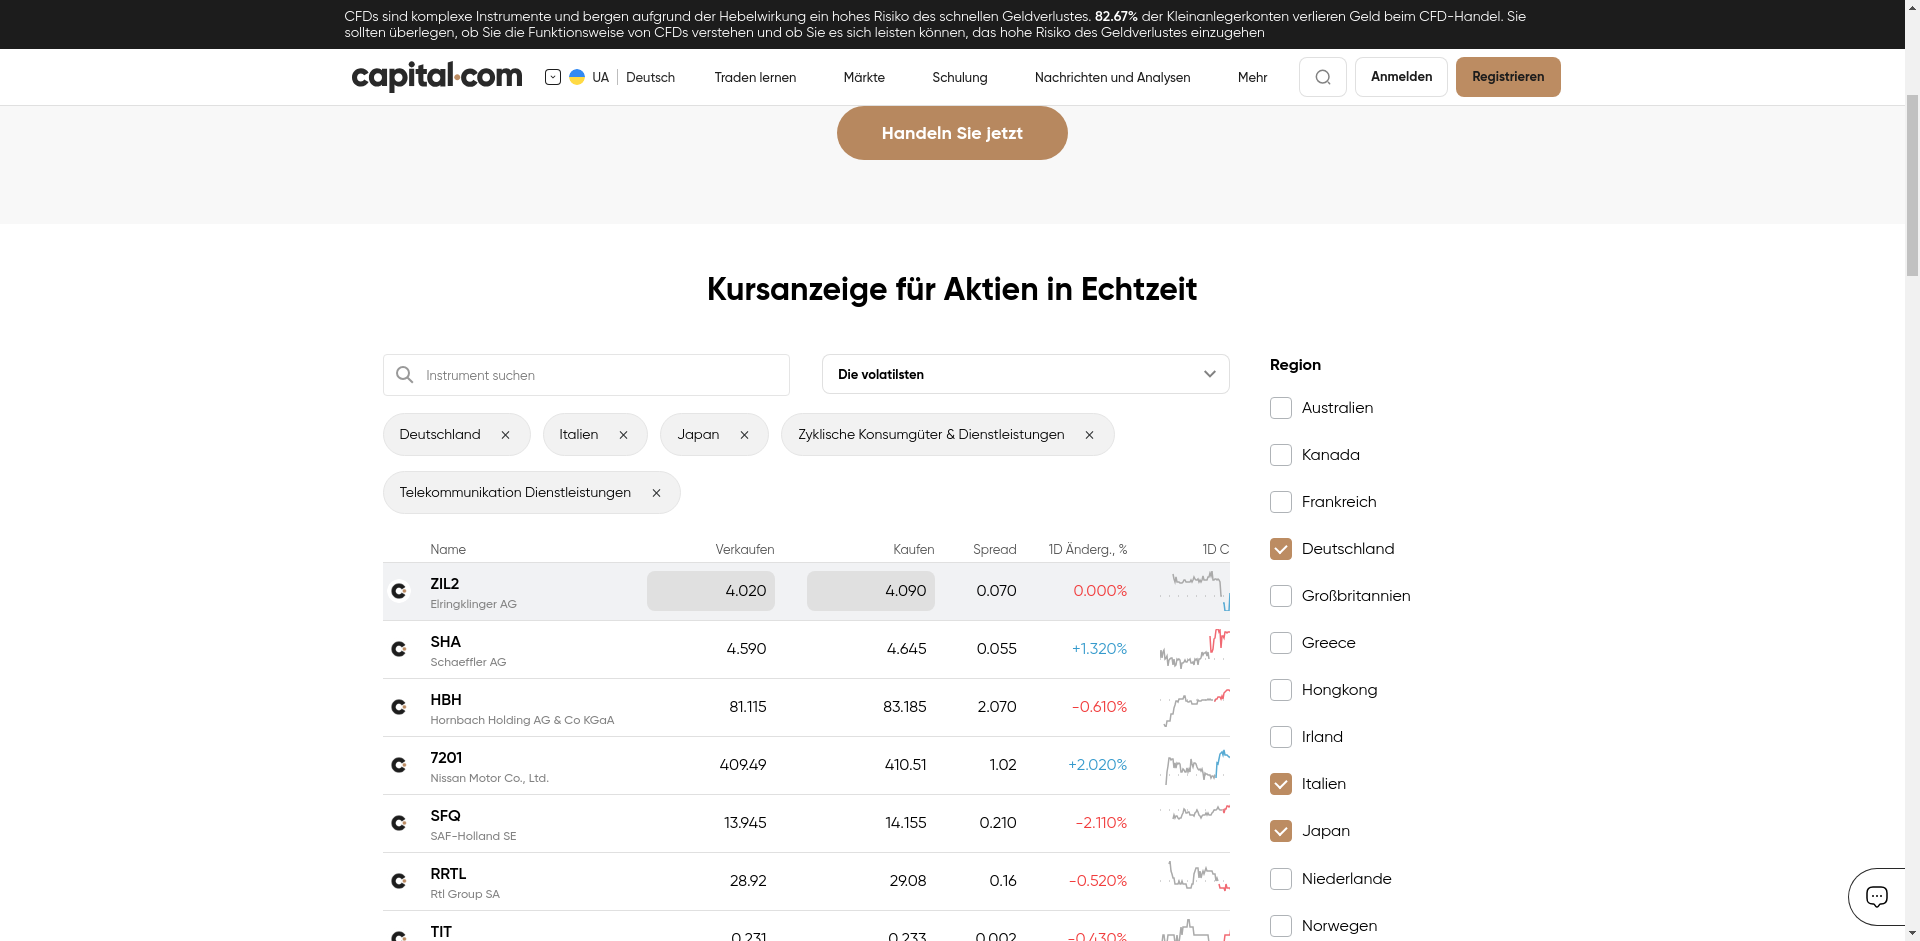 CFDs sind komplexe Instrumente und bergen aufgrund der Hebelwirkung ein hohes Risiko des schnellen Geldverlustes. 82.67% der Kleinanlegerkonten verlieren Geld beim CFD-Handel. Sie
sollten überlegen, ob Sie die Funktionsweise von CFDs verstehen und ob Sie es sich leisten können, das hohe Risiko des Geldverlustes einzugehen
capital.com UA Deutsch Traden lernen Märkte Schulung Nachrichten und Analysen Mehr Anmelden Registrieren
Handeln Sie jetzt
Kursanzeige für Aktien in Echtzeit
Instrument suchen
Die volatilsten
Deutschland Italien Japan Zyklische Konsumgüter & Dienstleistungen
Telekommunikation Dienstleistungen
Name Verkaufen Kaufen Spread 1D Änderg., % 1D C
ZIL2 4.020 4.090 0.070 0.000%
Elringklinger AG
SHA 4.590 4.645 0.055 +1.320%
Schaeffler AG
HBH 81.115 83.185 2.070 -0.610%
Hornbach Holding AG & Co KGaA
7201 409.49 410.51 1.02 +2.020%
Nissan Motor Co., Ltd.
SFQ 13.945 14.155 0.210 -2.110%
SAF-Holland SE
RRTL 28.92 29.08 0.16 -0.520%
Rtl Group SA
TIT 0.231 0.233 0.002 -0.430%
Region
Australien
Kanada
Frankreich
Deutschland
Großbritannien
Greece
Hongkong
Irland
Italien
Japan
Niederlande
Norwegen